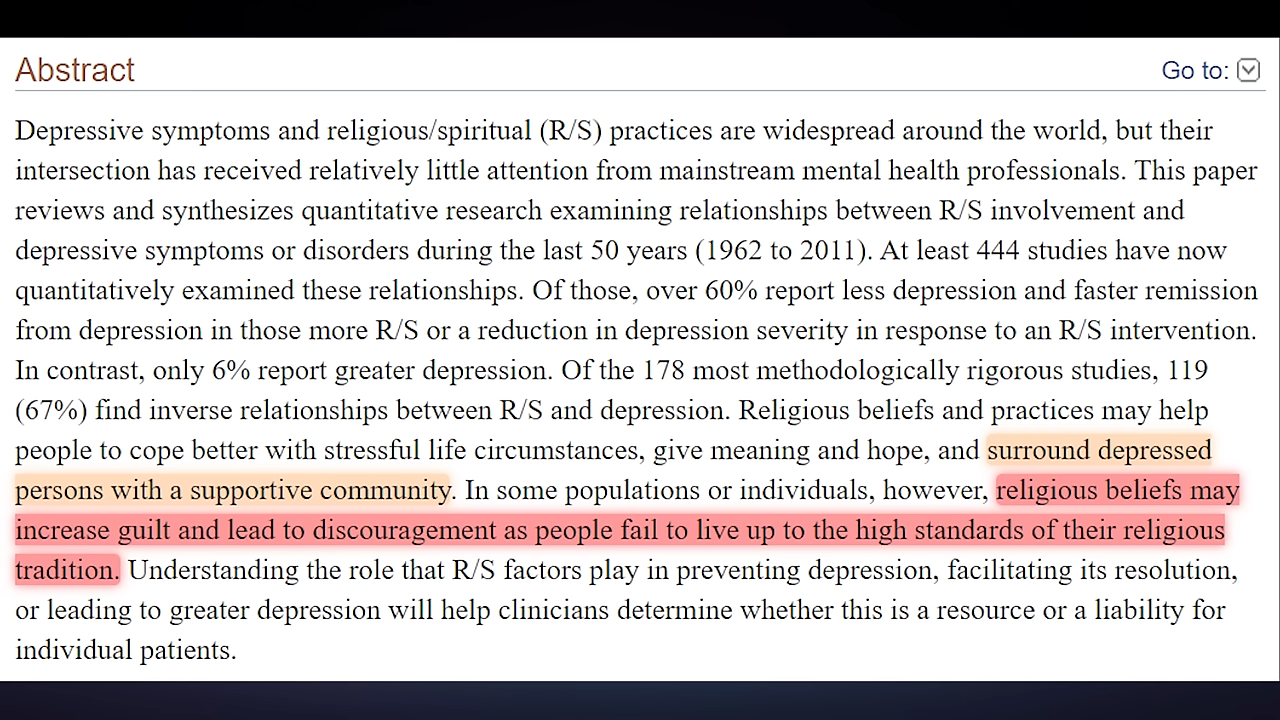 Abstract
Go to:
Depressive symptoms and religious/spiritual (R/S) practices are widespread around the world, but their
intersection has received relatively little attention from mainstream mental health professionals. This paper
reviews and synthesizes quantitative research examining relationships between R/S involvement and
depressive symptoms or disorders during the last 50 years (1962 to 2011). At least 444 studies have now
quantitatively examined these relationships. Of those, over 60% report less depression and faster remission
from depression in those more R/S or a reduction in depression severity in response to an R/S intervention.
In contrast, only 6% report greater depression. Of the 178 most methodologically rigorous studies, 119
(67%) find inverse relationships between R/S and depression. Religious beliefs and practices may help
people to cope better with stressful life circumstances, give meaning and hope, and surround depressed
persons with a supportive community. In some populations or individuals, however, religious beliefs may
increase guilt and lead to discouragement as people fail to live up to the high standards of their religious
tradition. Understanding the role that R/S factors play in preventing depression, facilitating its resolution,
or leading to greater depression will help clinicians determine whether this is a resource or a liability for
individual patients.